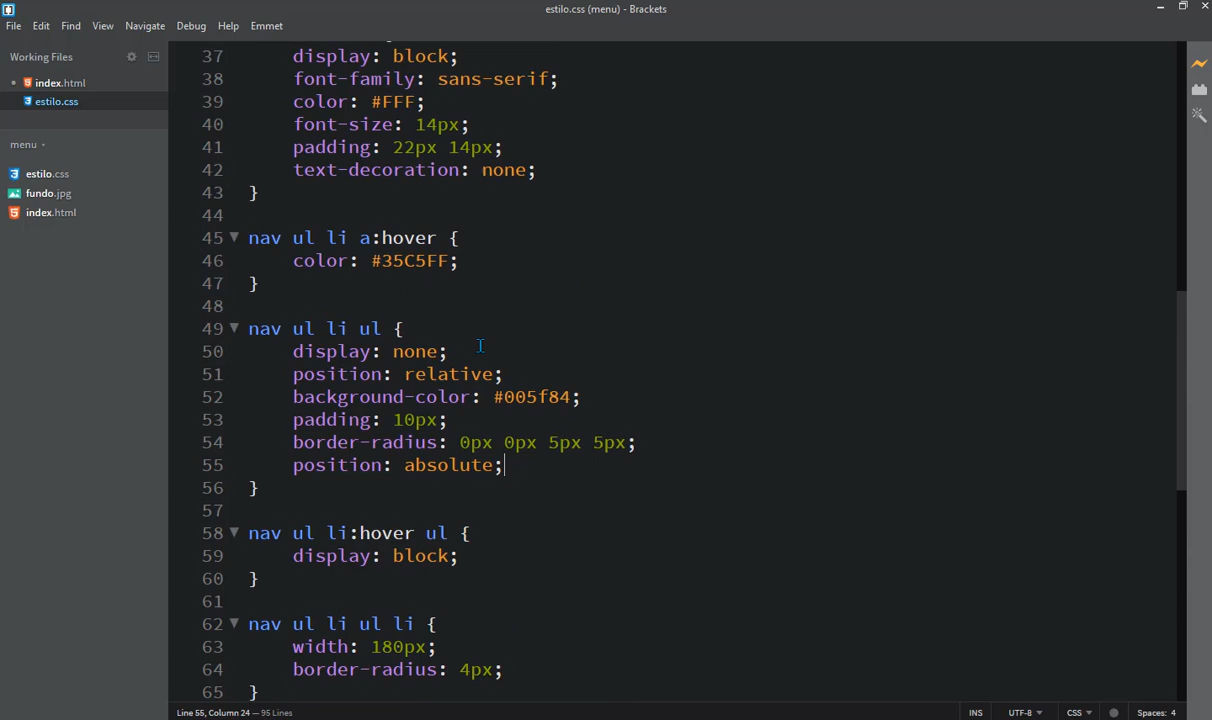 estilo.css (menu) - Brackets
File Edit Find View Navigate Debug Help Emmet
Working Files
index.html
estilo.css
menu
estilo.css
fundo.jpg
index.html
37 display: block;
38 font-family: sans-serif;
39 color: #FFF;
40 font-size: 14px;
41 padding: 22px 14px;
42 text-decoration: none;
43 }
44
45 nav ul li a:hover {
46 color: #35C5FF;
47 }
48
49 nav ul li ul {
50 display: none;
51 position: relative;
52 background-color: #005f84;
53 padding: 10px;
54 border-radius: 0px 0px 5px 5px;
55 position: absolute;
56 }
57
58 nav ul li:hover ul {
59 display: block;
60 }
61
62 nav ul li ul li {
63 width: 180px;
64 border-radius: 4px;
65 }
Line 55, Column 24 — 95 Lines
INS UTF-8 CSS Spaces: 4